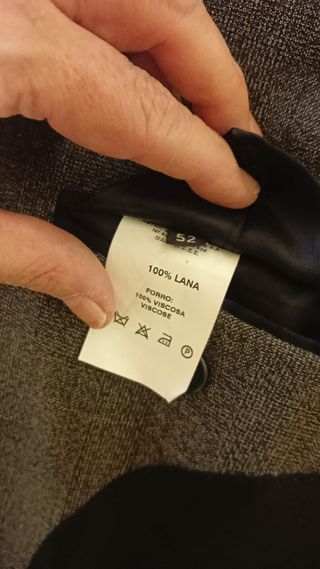 52
100% LANA
FORRO:
100% VISCOSA
VISCOSE
P